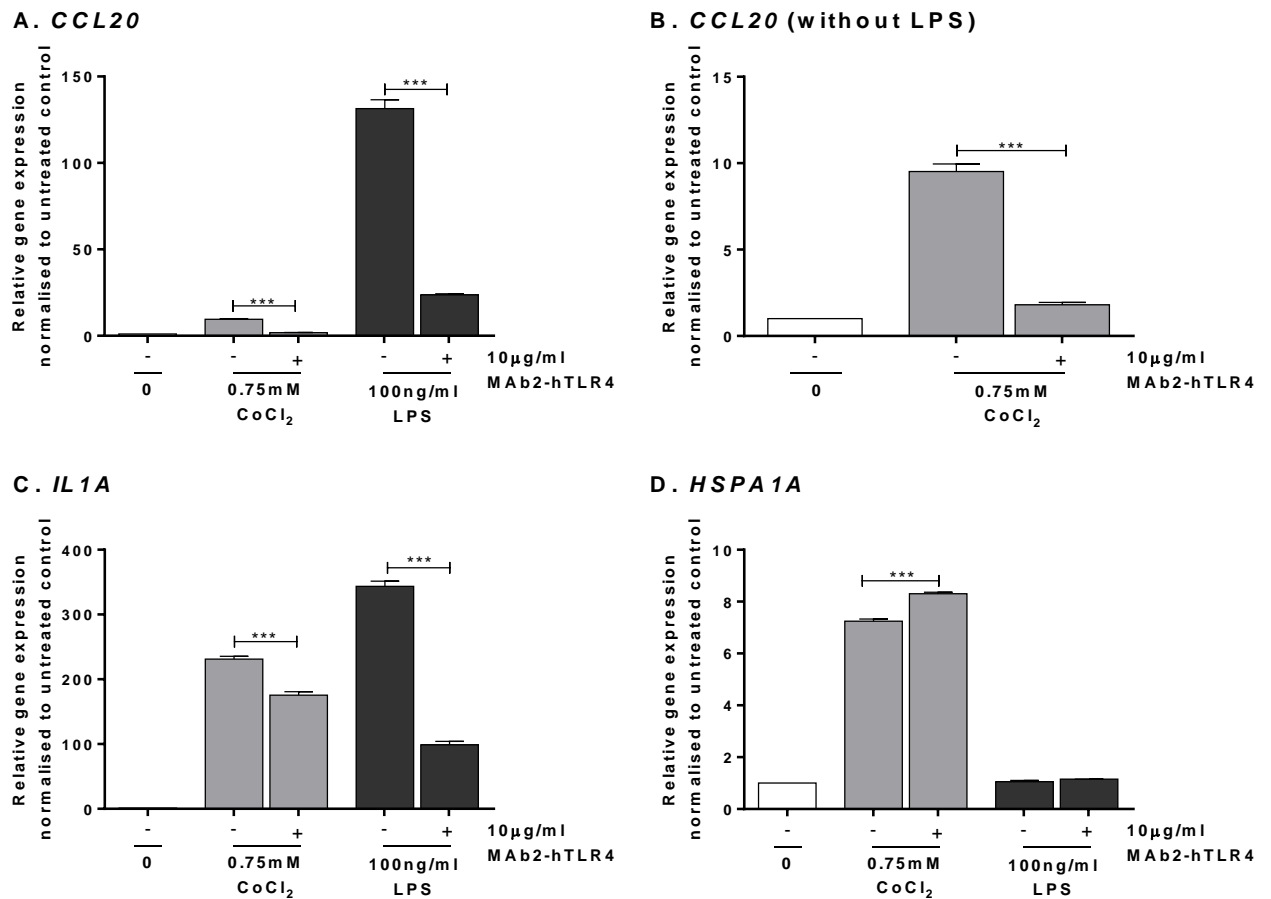 A. CCL20
Relative gene expression
normalised to untreated control
150
100
50
0
***
***
- - + - + 10μg/ml
MAb2-hTLR4
0 0.75mM 100ng/ml
CoCl2 LPS
B. CCL20 (without LPS)
Relative gene expression
normalised to untreated control
15
10
5
0
***
- - + 10μg/ml
MAb2-hTLR4
0 0.75mM
CoCl2
C. IL1A
Relative gene expression
normalised to untreated control
400
300
200
100
0
***
***
- - + - + 10μg/ml
MAb2-hTLR4
0 0.75mM 100ng/ml
CoCl2 LPS
D. HSPA1A
Relative gene expression
normalised to untreated control
10
8
6
4
2
0
***
- - + - + 10μg/ml
MAb2-hTLR4
0 0.75mM 100ng/ml
CoCl2 LPS